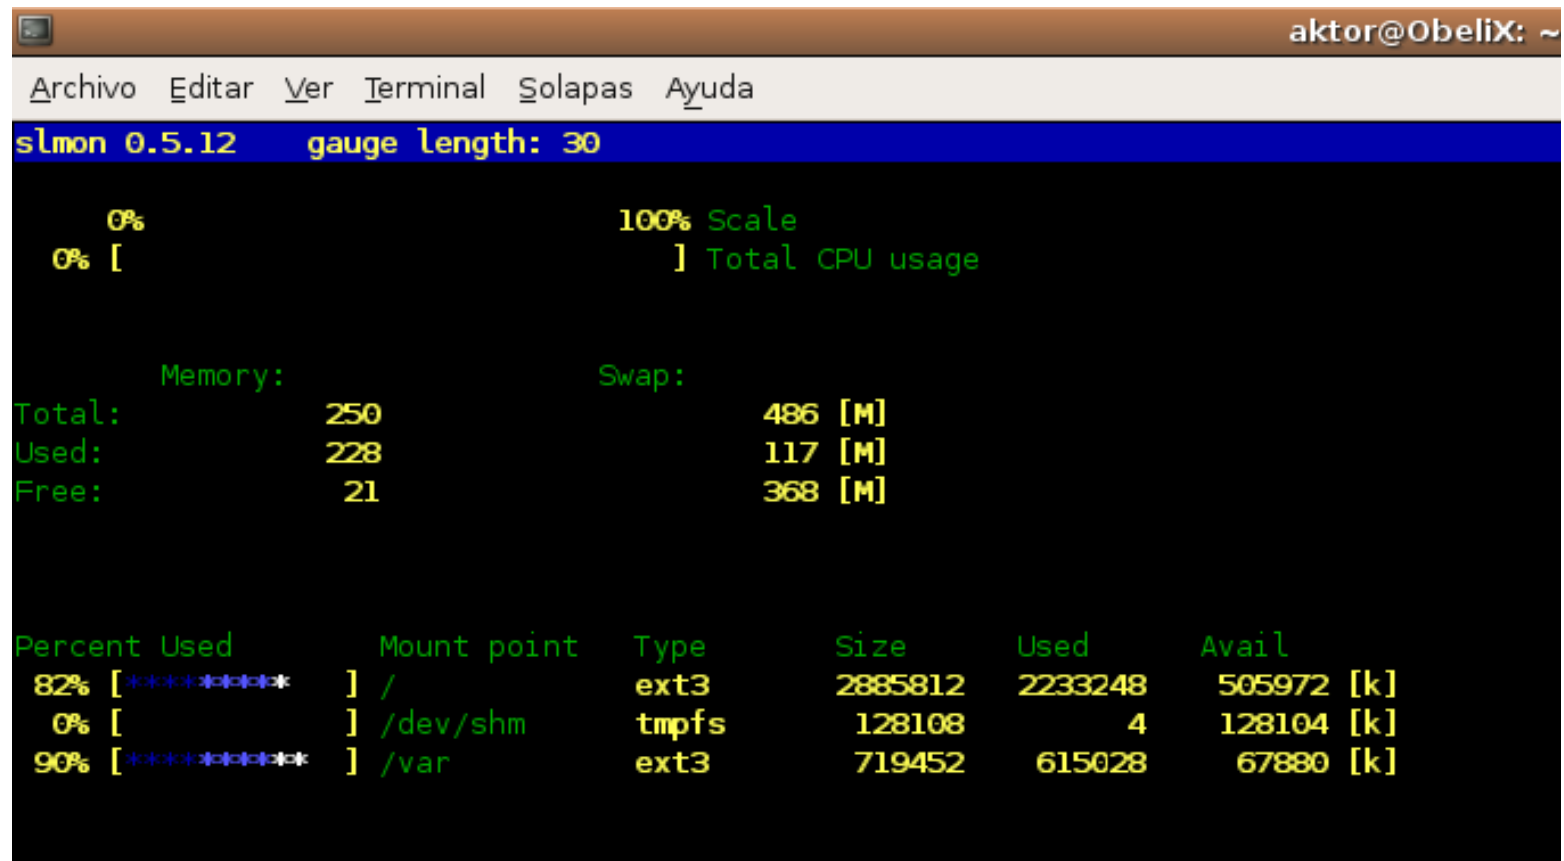 aktor@ObeliX: ~
Archivo Editar Ver Terminal Solapas Ayuda
slmon 0.5.12 gauge length: 30
0% 100% Scale
0% [ ] Total CPU usage
Memory: Swap:
Total: 250 486 [M]
Used: 228 117 [M]
Free: 21 368 [M]
Percent Used Mount point Type Size Used Avail
82% [********* ] / ext3 2885812 2233248 505972 [k]
0% [ ] /dev/shm tmpfs 128108 4 128104 [k]
90% [********** ] /var ext3 719452 615028 67880 [k]